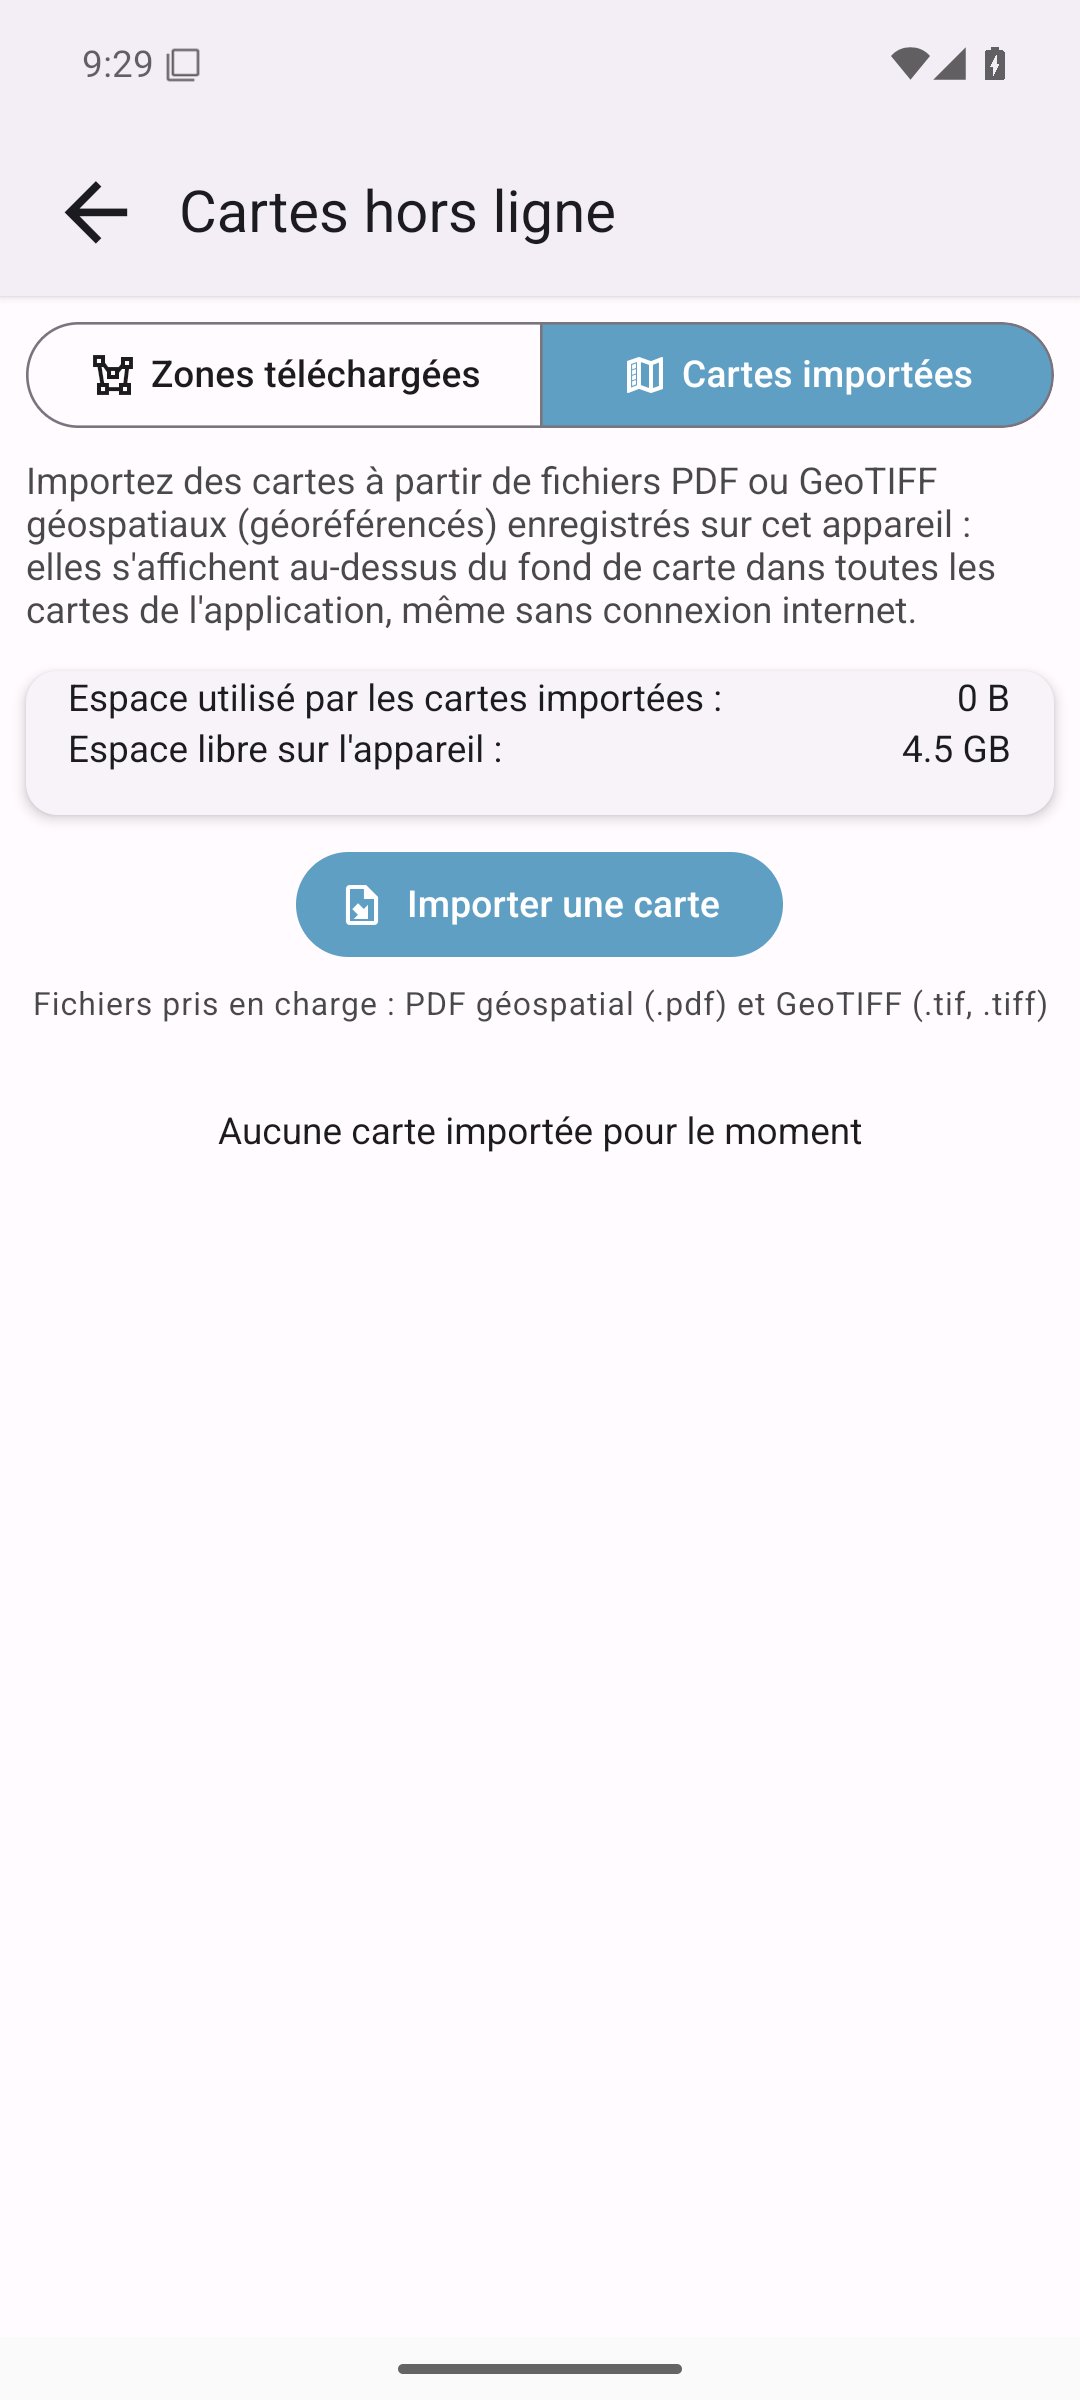 9:29
Cartes hors ligne
Zones téléchargées
Cartes importées
Importez des cartes à partir de fichiers PDF ou GeoTIFF
géospatiaux (géoréférencés) enregistrés sur cet appareil :
elles s'affichent au-dessus du fond de carte dans toutes les
cartes de l'application, même sans connexion internet.
Espace utilisé par les cartes importées : 0 B
Espace libre sur l'appareil : 4.5 GB
Importer une carte
Fichiers pris en charge : PDF géospatial (.pdf) et GeoTIFF (.tif, .tiff)
Aucune carte importée pour le moment